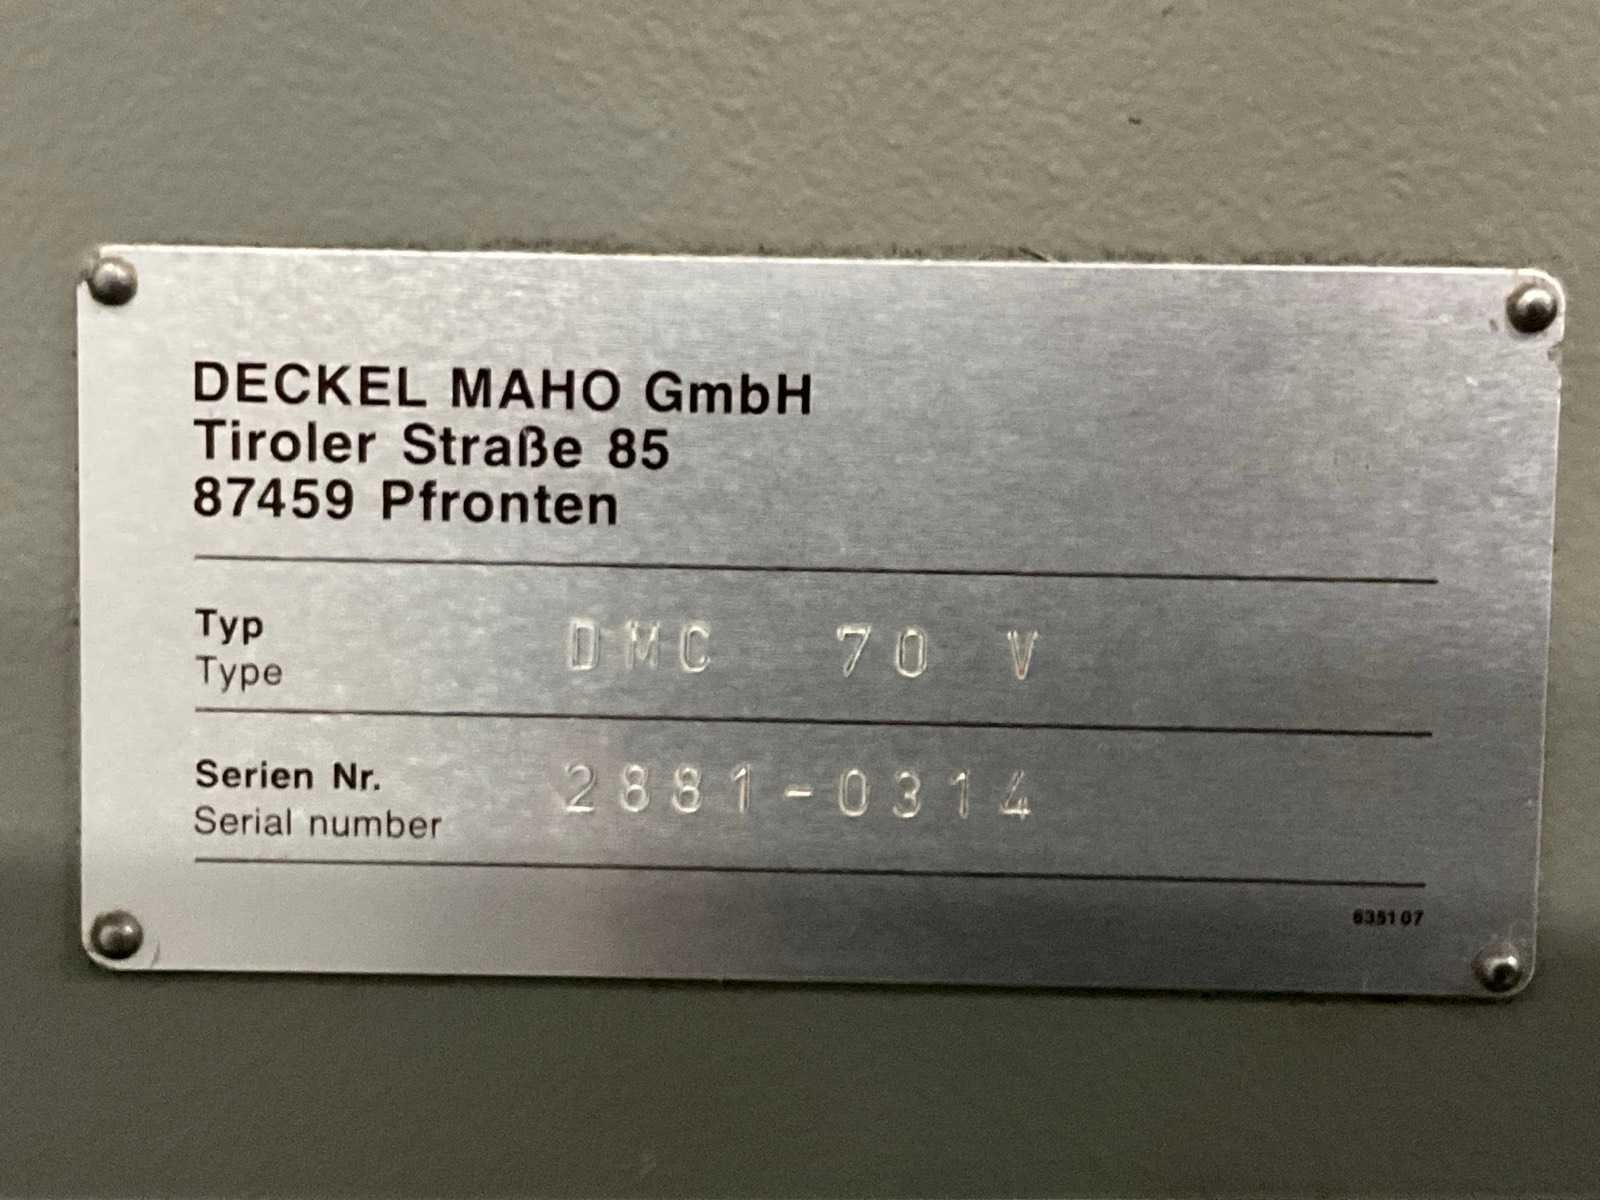 DECKEL MAHO GmbH
Tiroler Straße 85
87459 Pfronten
Typ
Type
DMC 70 V
Serien Nr.
Serial number
2881-0314
635107